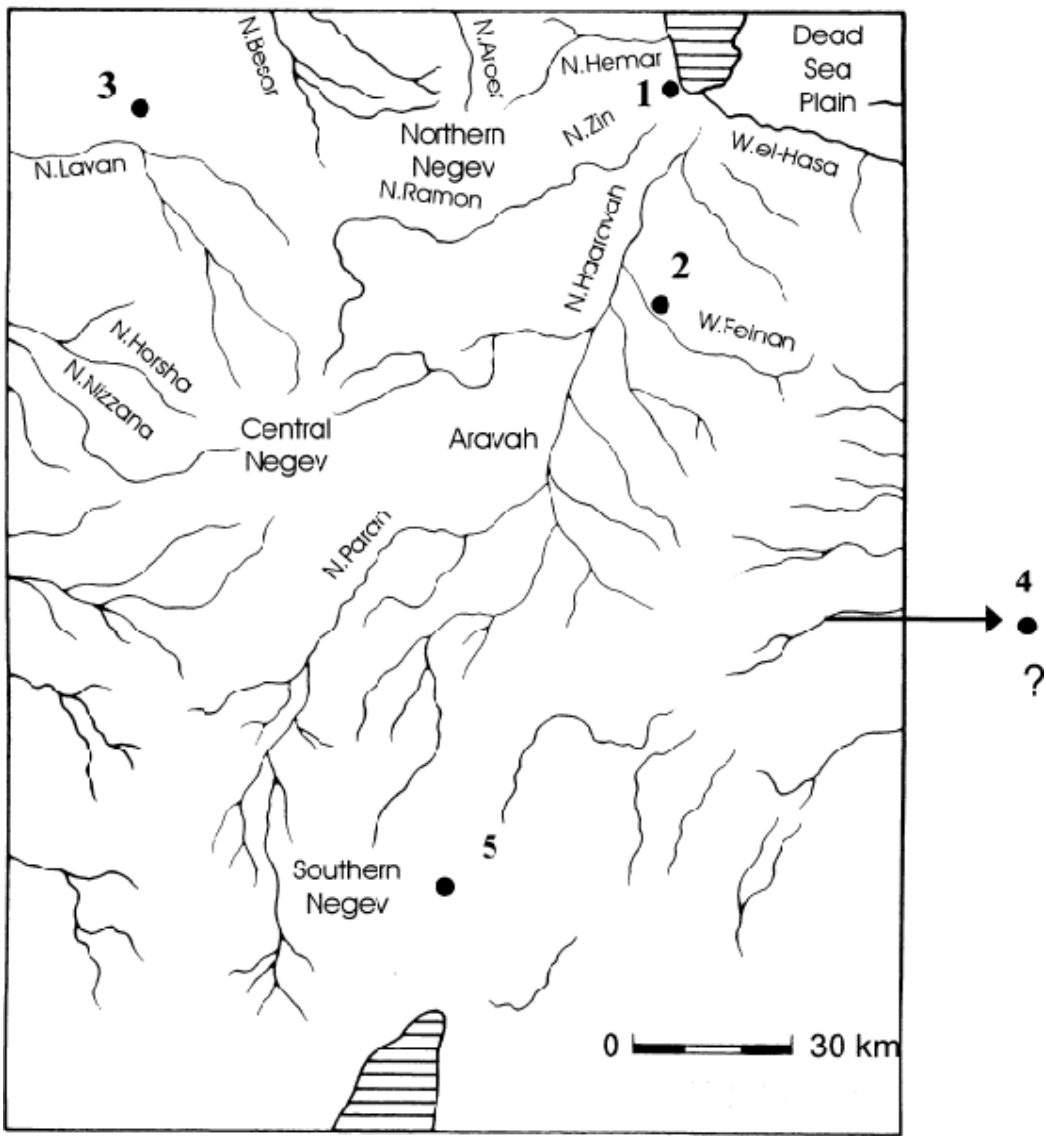 N.Besor
N.Aroer
N.Hemar
Dead
Sea
Plain
3
1
N.Zin
Northern
Negev
N.Lavan
W.el-Hasa
N.Ramon
N.Haaravah
2
W.Feinan
N.Horsha
N.Nizzana
Central
Negev
Aravah
N.Paran
4
?
5
Southern
Negev
0
30 km